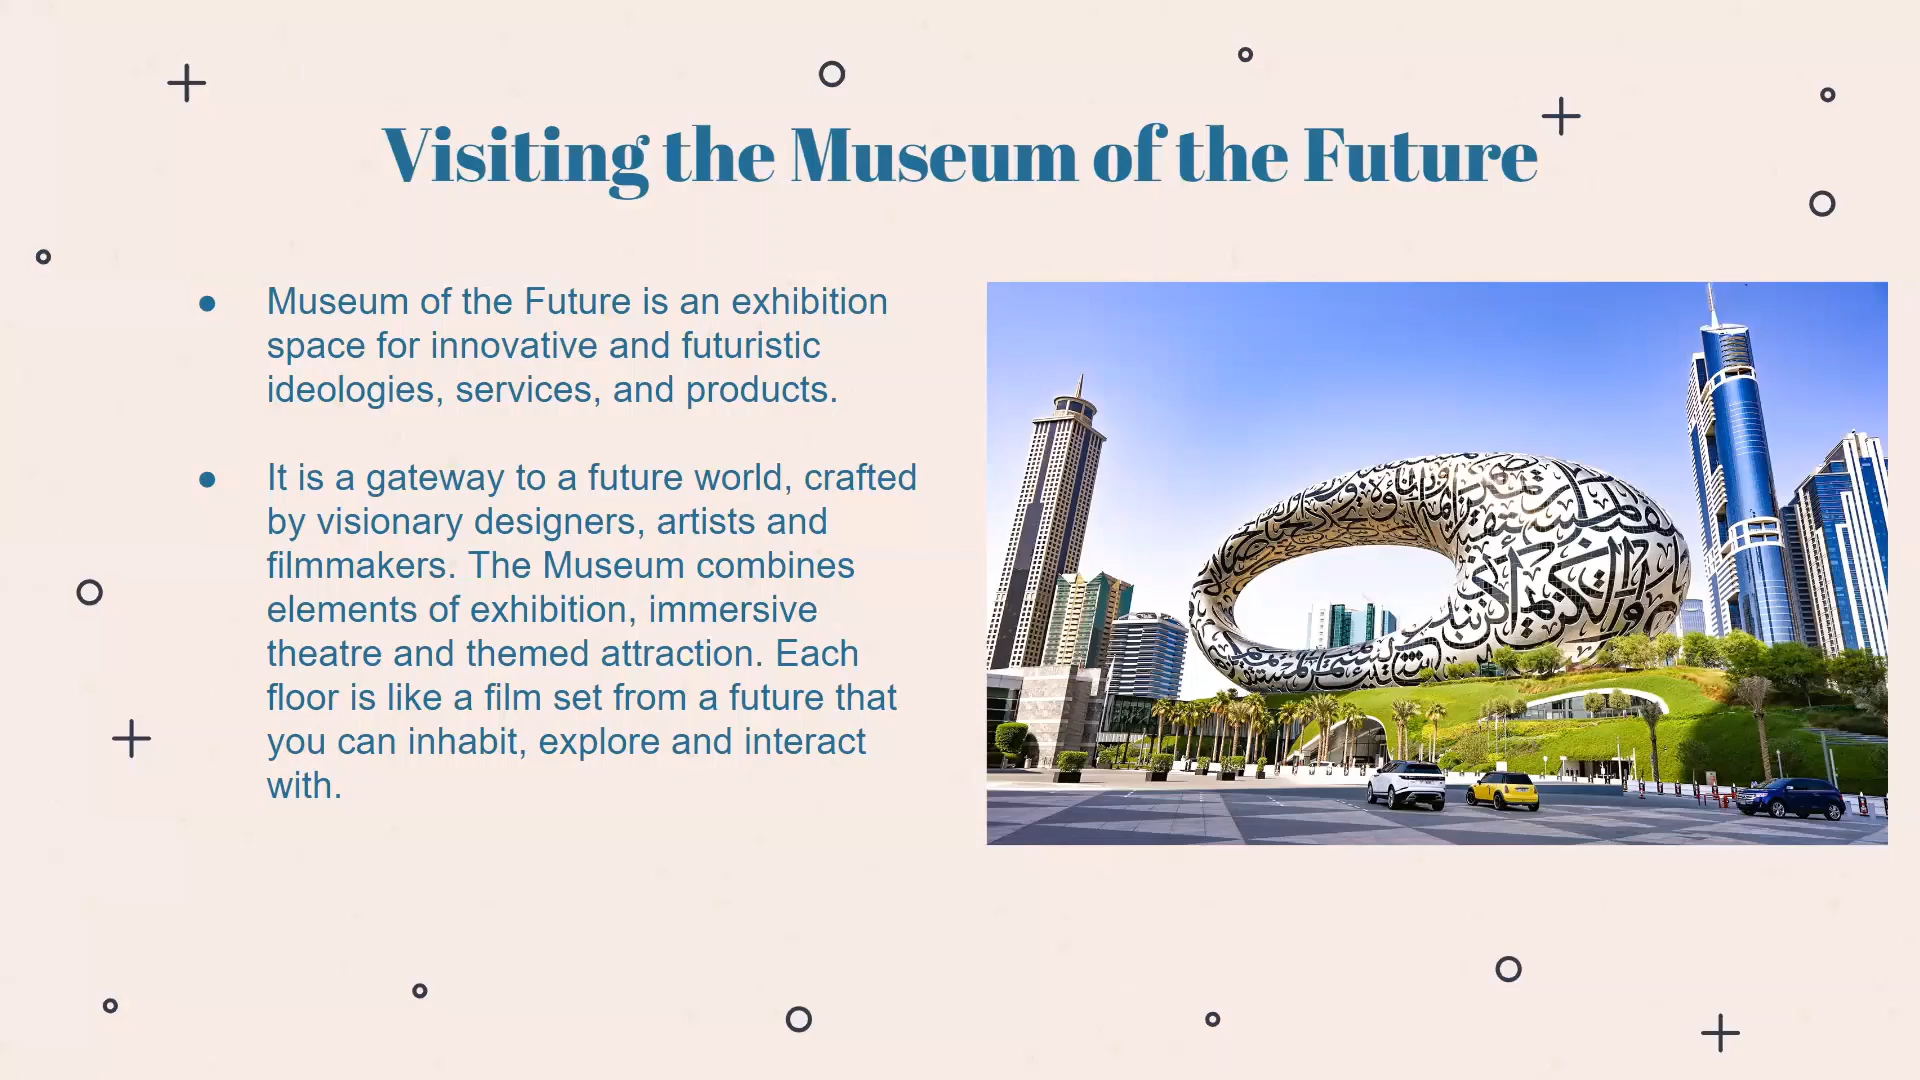 Visiting the Museum of the Future
● Museum of the Future is an exhibition
space for innovative and futuristic
ideologies, services, and products.
● It is a gateway to a future world, crafted
by visionary designers, artists and
filmmakers. The Museum combines
elements of exhibition, immersive
theatre and themed attraction. Each
floor is like a film set from a future that
you can inhabit, explore and interact
with.